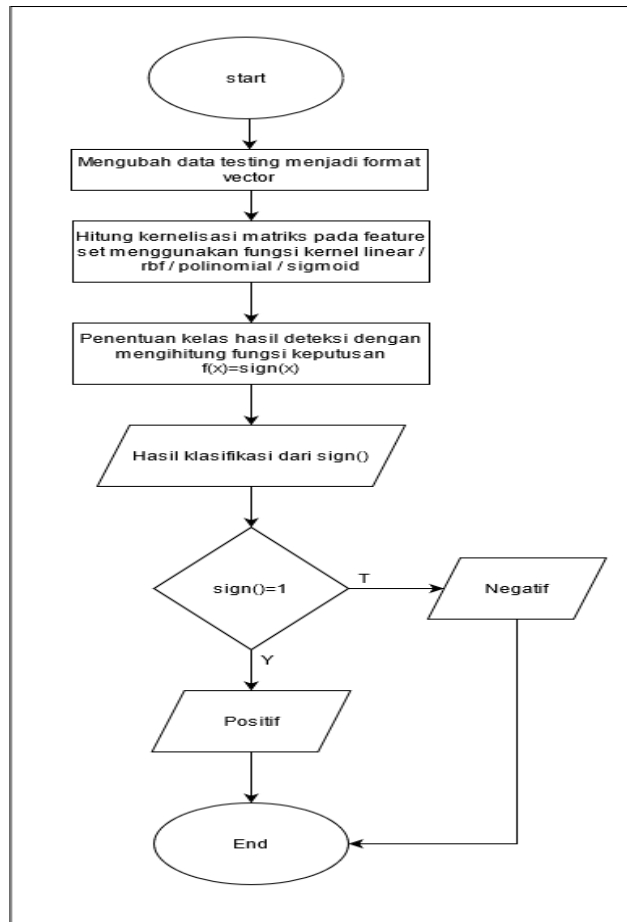 start
Mengubah data testing menjadi format
vector
Hitung kernelisasi matriks pada feature
set menggunakan fungsi kernel linear /
rbf / polinomial / sigmoid
Penentuan kelas hasil deteksi dengan
mengihitung fungsi keputusan
f(x)=sign(x)
Hasil klasifikasi dari sign()
sign()=1
T
Negatif
Y
Positif
End